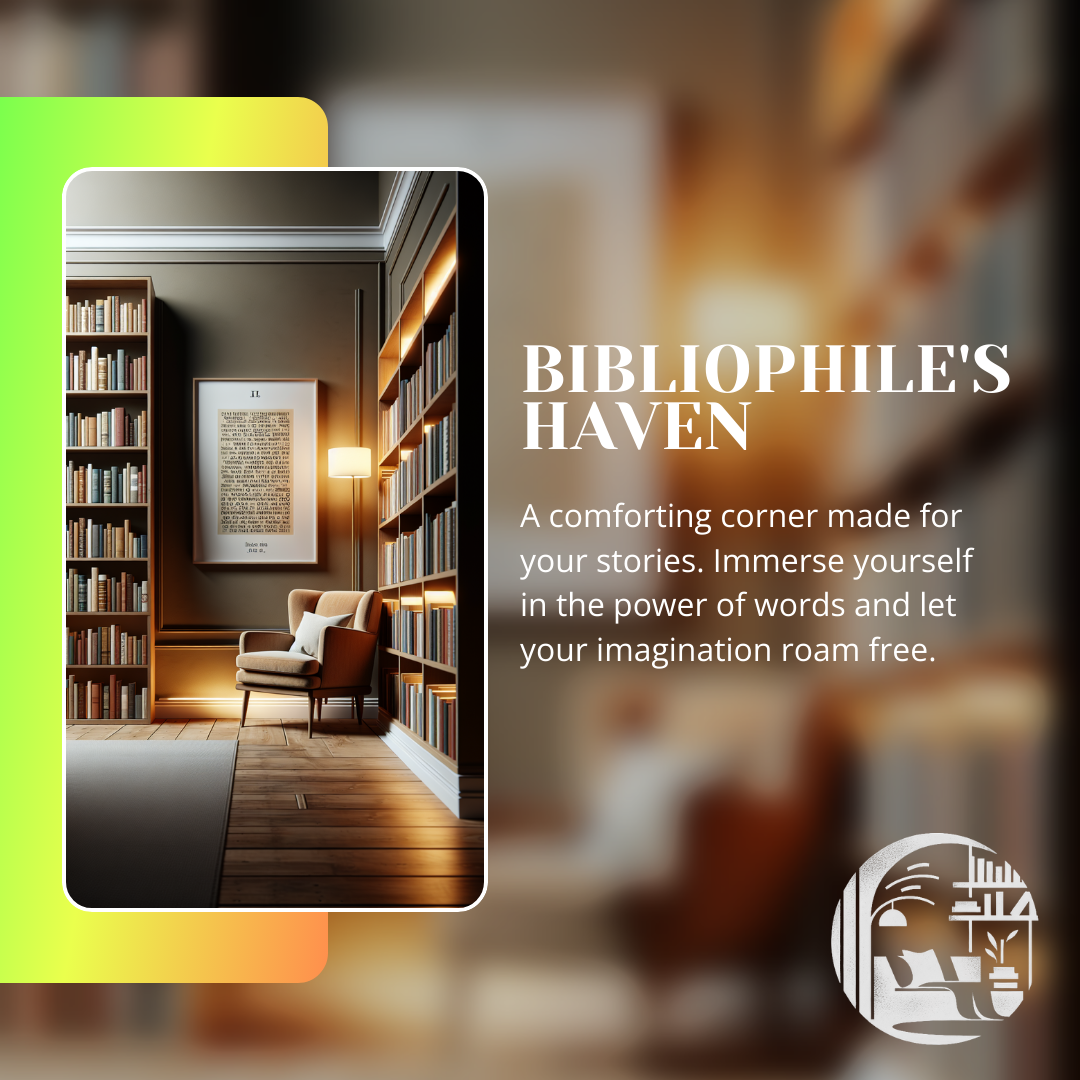 BIBLIOPHILE'S
HAVEN
A comforting corner made for
your stories. Immerse yourself
in the power of words and let
your imagination roam free.